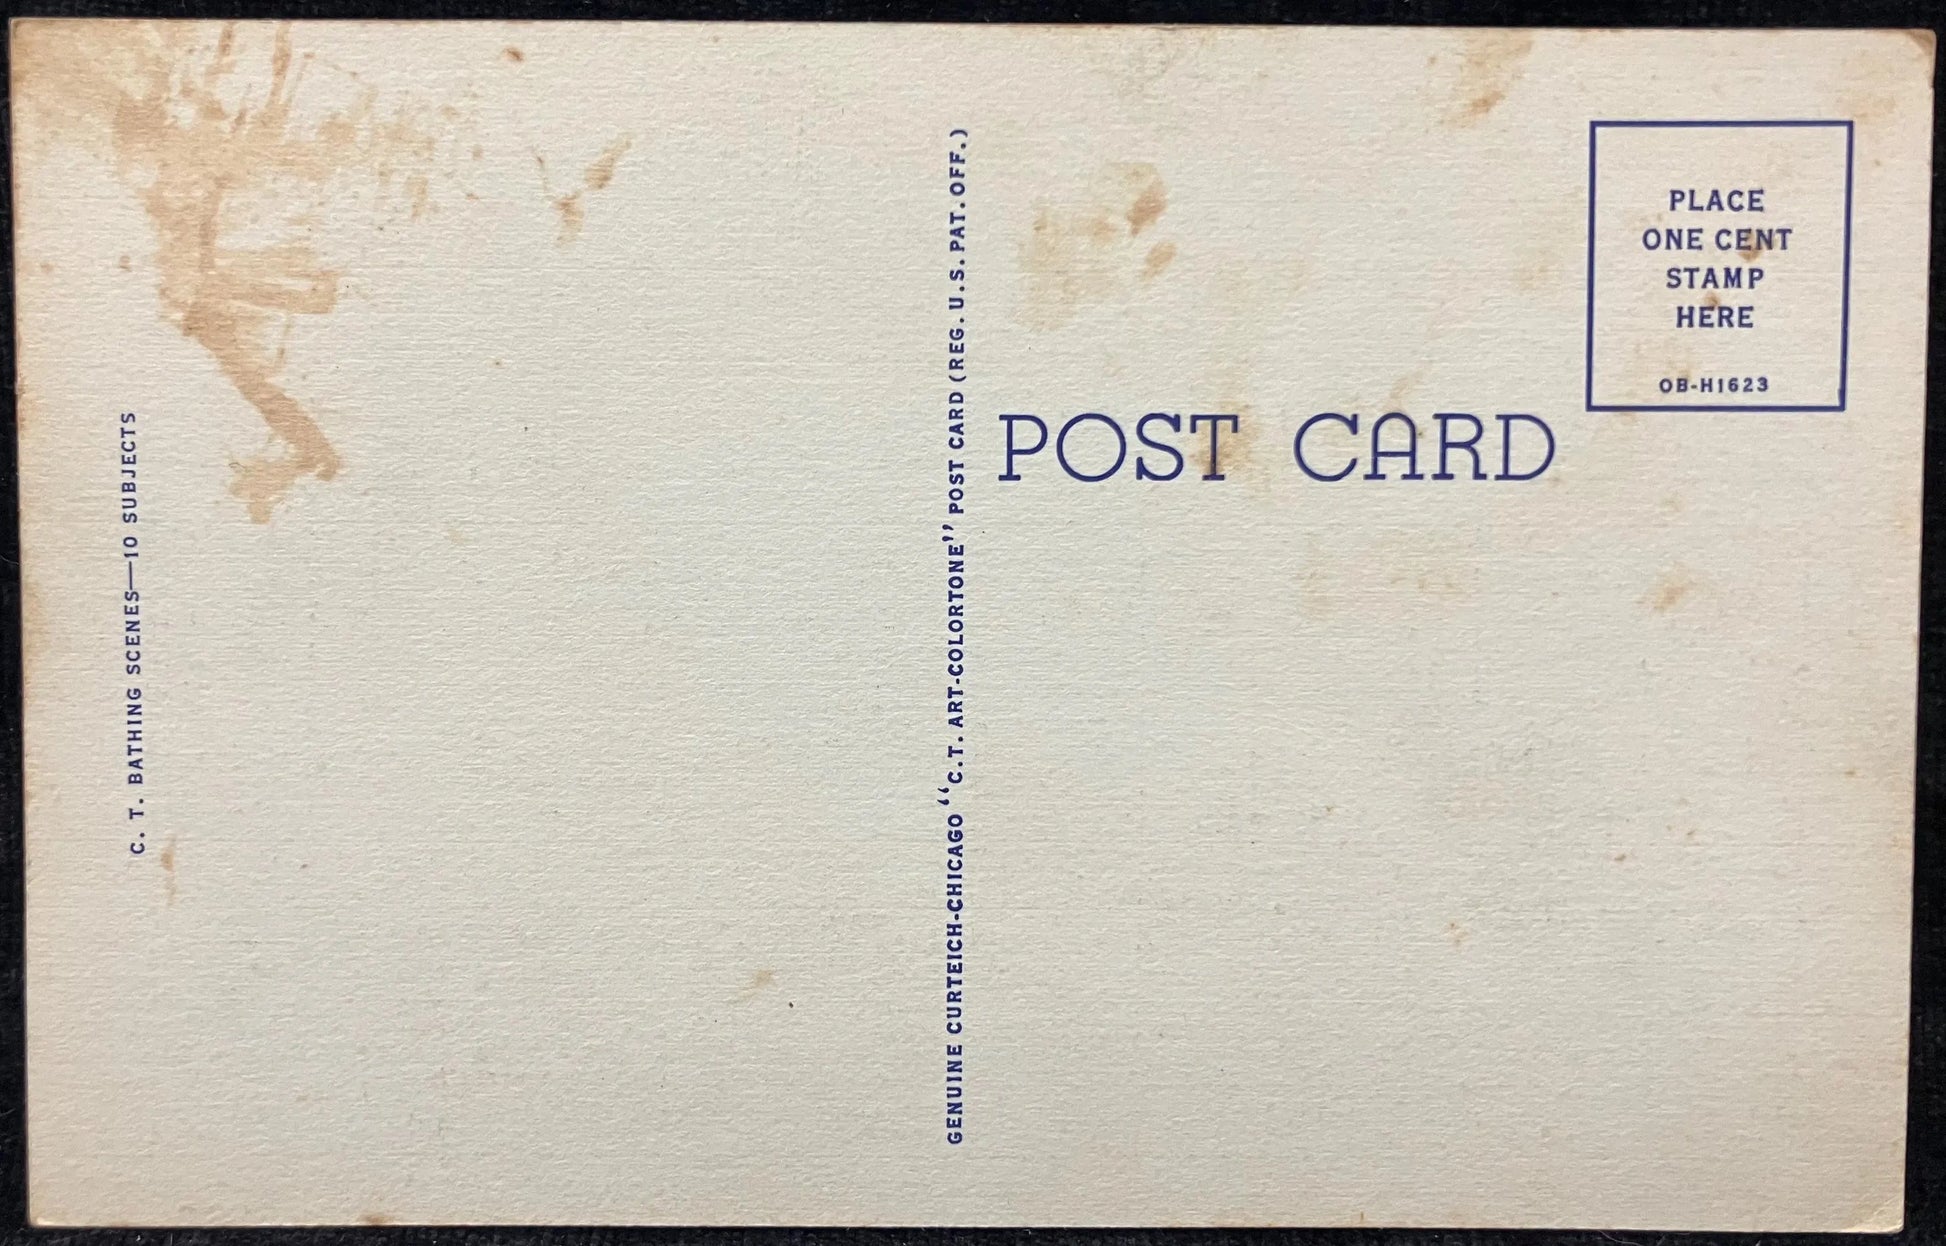 C. T. BATHING SCENES—10 SUBJECTS
GENUINE CURTEICH-CHICAGO "C.T. ART-COLORTONE" POST CARD (REG. U.S. PAT. OFF.)
POST CARD
PLACE
ONE CENT
STAMP
HERE
OB-H1623